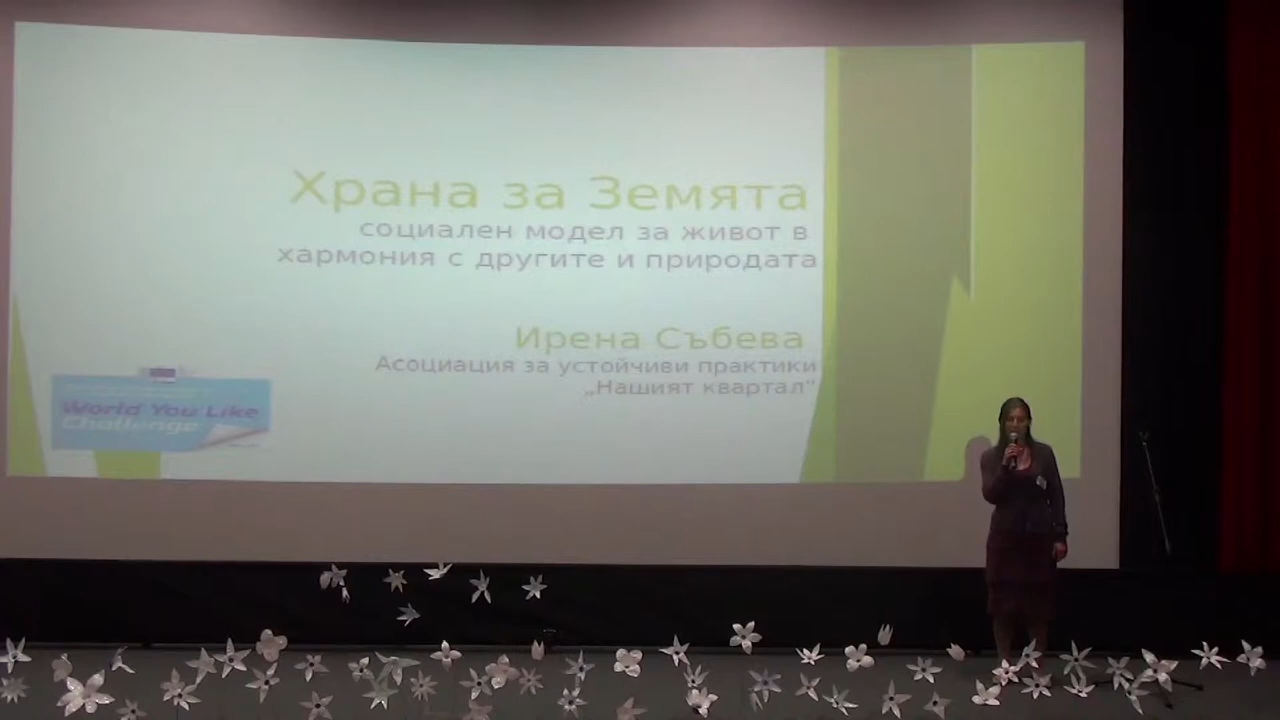 Храна за Земята
социален модел за живот в
хармония с другите и природата
Ирена Събева
Асоциация за устойчиви практики
„Нашият квартал“
World You Like
Challenge